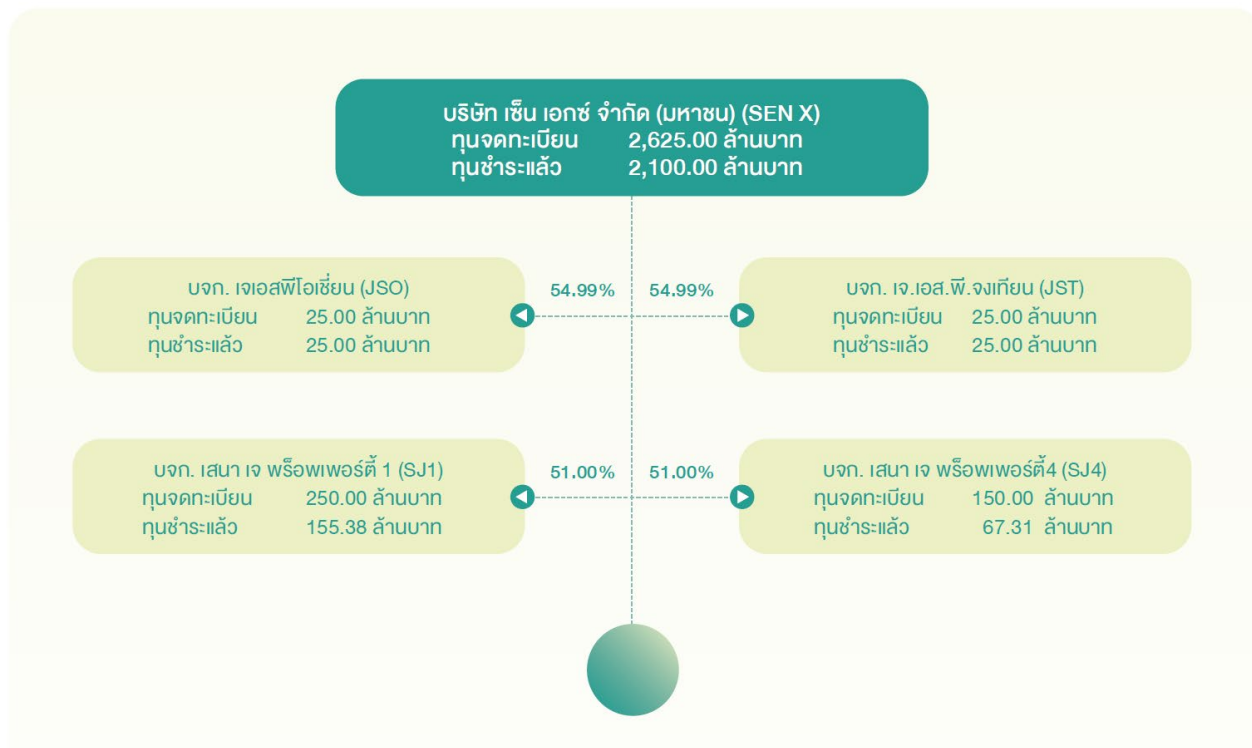 บริษัท เซ็น เอกซ์ จำกัด (มหาชน) (SEN X)
ทุนจดทะเบียน 2,625.00 ล้านบาท
ทุนชำระแล้ว 2,100.00 ล้านบาท
บจก. เจเอสพีโอเชี่ยน (JSO)
ทุนจดทะเบียน 25.00 ล้านบาท
ทุนชำระแล้ว 25.00 ล้านบาท
54.99% 54.99%
บจก. เจ.เอส.พี.จงเทียน (JST)
ทุนจดทะเบียน 25.00 ล้านบาท
ทุนชำระแล้ว 25.00 ล้านบาท
บจก. เสนา เจ พร็อพเพอร์ตี้ 1 (SJ1)
ทุนจดทะเบียน 250.00 ล้านบาท
ทุนชำระแล้ว 155.38 ล้านบาท
51.00% 51.00%
บจก. เสนา เจ พร็อพเพอร์ตี้4 (SJ4)
ทุนจดทะเบียน 150.00 ล้านบาท
ทุนชำระแล้ว 67.31 ล้านบาท